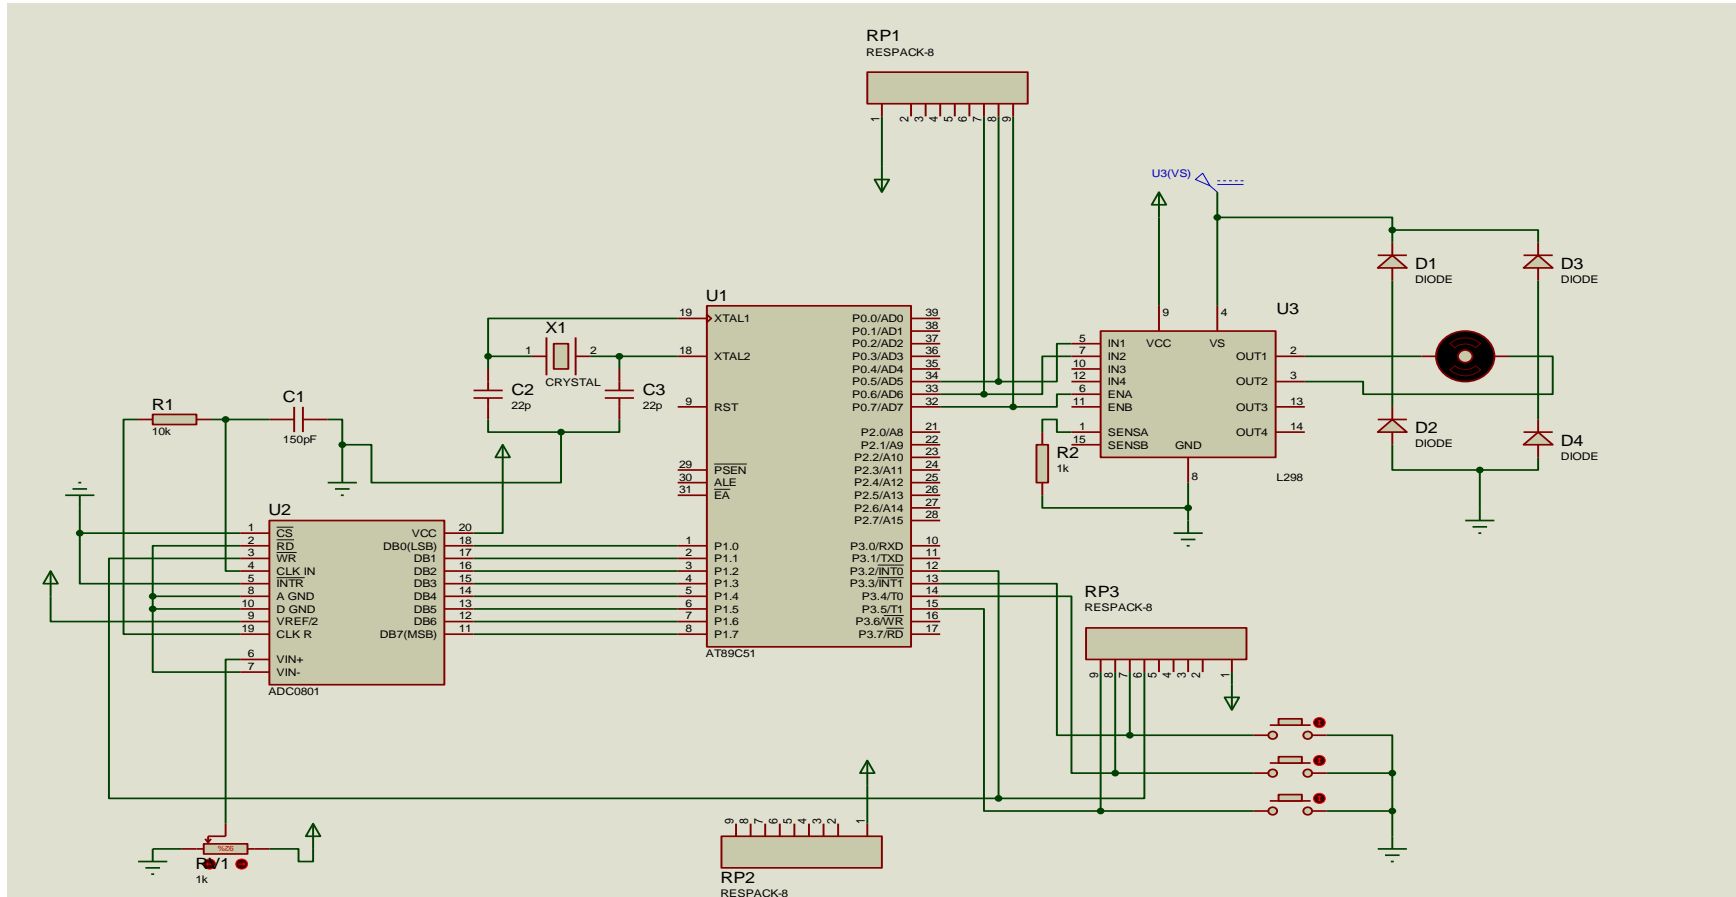 RP1
RESPACK-8
1
2
3
4
5
6
7
8
9
U3(VS)
D1
DIODE
D3
DIODE
D2
DIODE
D4
DIODE
U3
9
4
VCC
VS
5 IN1
7 IN2
10 IN3
12 IN4
6 ENA
11 ENB
1 SENSA
15 SENSB
OUT1 2
OUT2 3
OUT3 13
OUT4 14
GND
8
L298
R2
1k
U1
19 XTAL1
18 XTAL2
9 RST
29 PSEN
30 ALE
31 EA
1 P1.0
2 P1.1
3 P1.2
4 P1.3
5 P1.4
6 P1.5
7 P1.6
8 P1.7
P0.0/AD0 39
P0.1/AD1 38
P0.2/AD2 37
P0.3/AD3 36
P0.4/AD4 35
P0.5/AD5 34
P0.6/AD6 33
P0.7/AD7 32
P2.0/A8 21
P2.1/A9 22
P2.2/A10 23
P2.3/A11 24
P2.4/A12 25
P2.5/A13 26
P2.6/A14 27
P2.7/A15 28
P3.0/RXD 10
P3.1/TXD 11
P3.2/INT0 12
P3.3/INT1 13
P3.4/T0 14
P3.5/T1 15
P3.6/WR 16
P3.7/RD 17
AT89C51
X1
1
2
CRYSTAL
C2
22p
C3
22p
R1
10k
C1
150pF
U2
1 CS
2 RD
3 WR
4 CLK IN
5 INTR
8 A GND
10 D GND
9 VREF/2
19 CLK R
6 VIN+
7 VIN-
VCC 20
DB0(LSB) 18
DB1 17
DB2 16
DB3 15
DB4 14
DB5 13
DB6 12
DB7(MSB) 11
ADC0801
RP3
RESPACK-8
9
8
7
6
5
4
3
2
1
RV1
1k
9
8
7
6
5
4
3
2
1
RP2
RESPACK-8